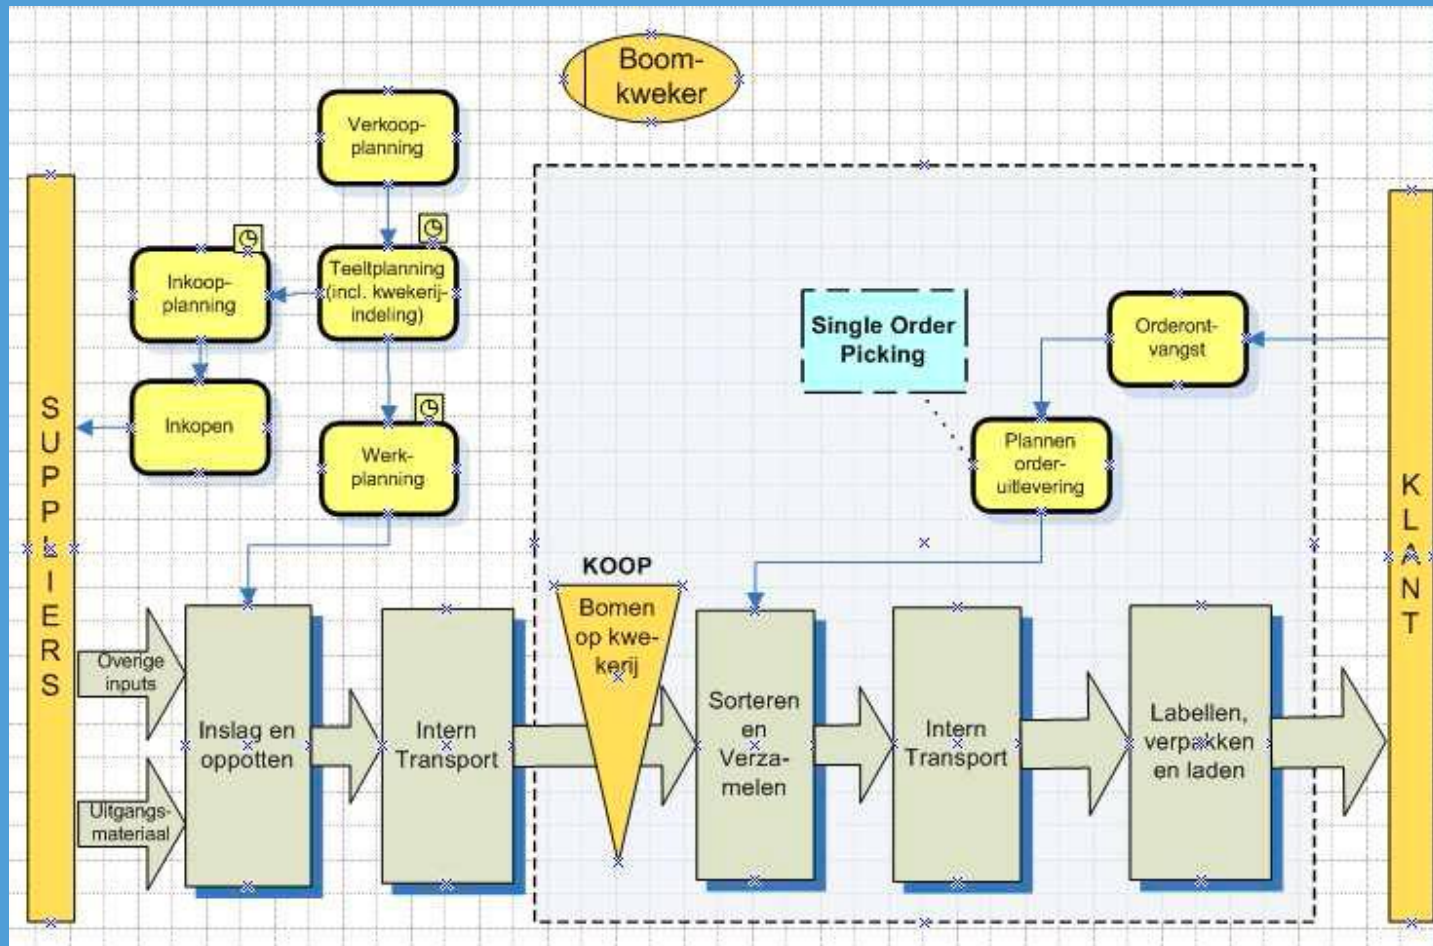 Boom-
kweker
Verkoop-
planning
Inkoop-
planning
Teeltplanning
(incl. kwekerij-
indeling)
Single Order
Picking
Orderont-
vangst
Inkopen
Werk-
planning
Plannen
order-
uitlevering
SUPPLIERS
KLANT
KOOP
Bomen
op kwe-
kerij
Overige
inputs
Uitgangs-
materiaal
Inslag en
oppotten
Intern
Transport
Sorteren
en
Verza-
melen
Intern
Transport
Labellen,
verpakken
en laden